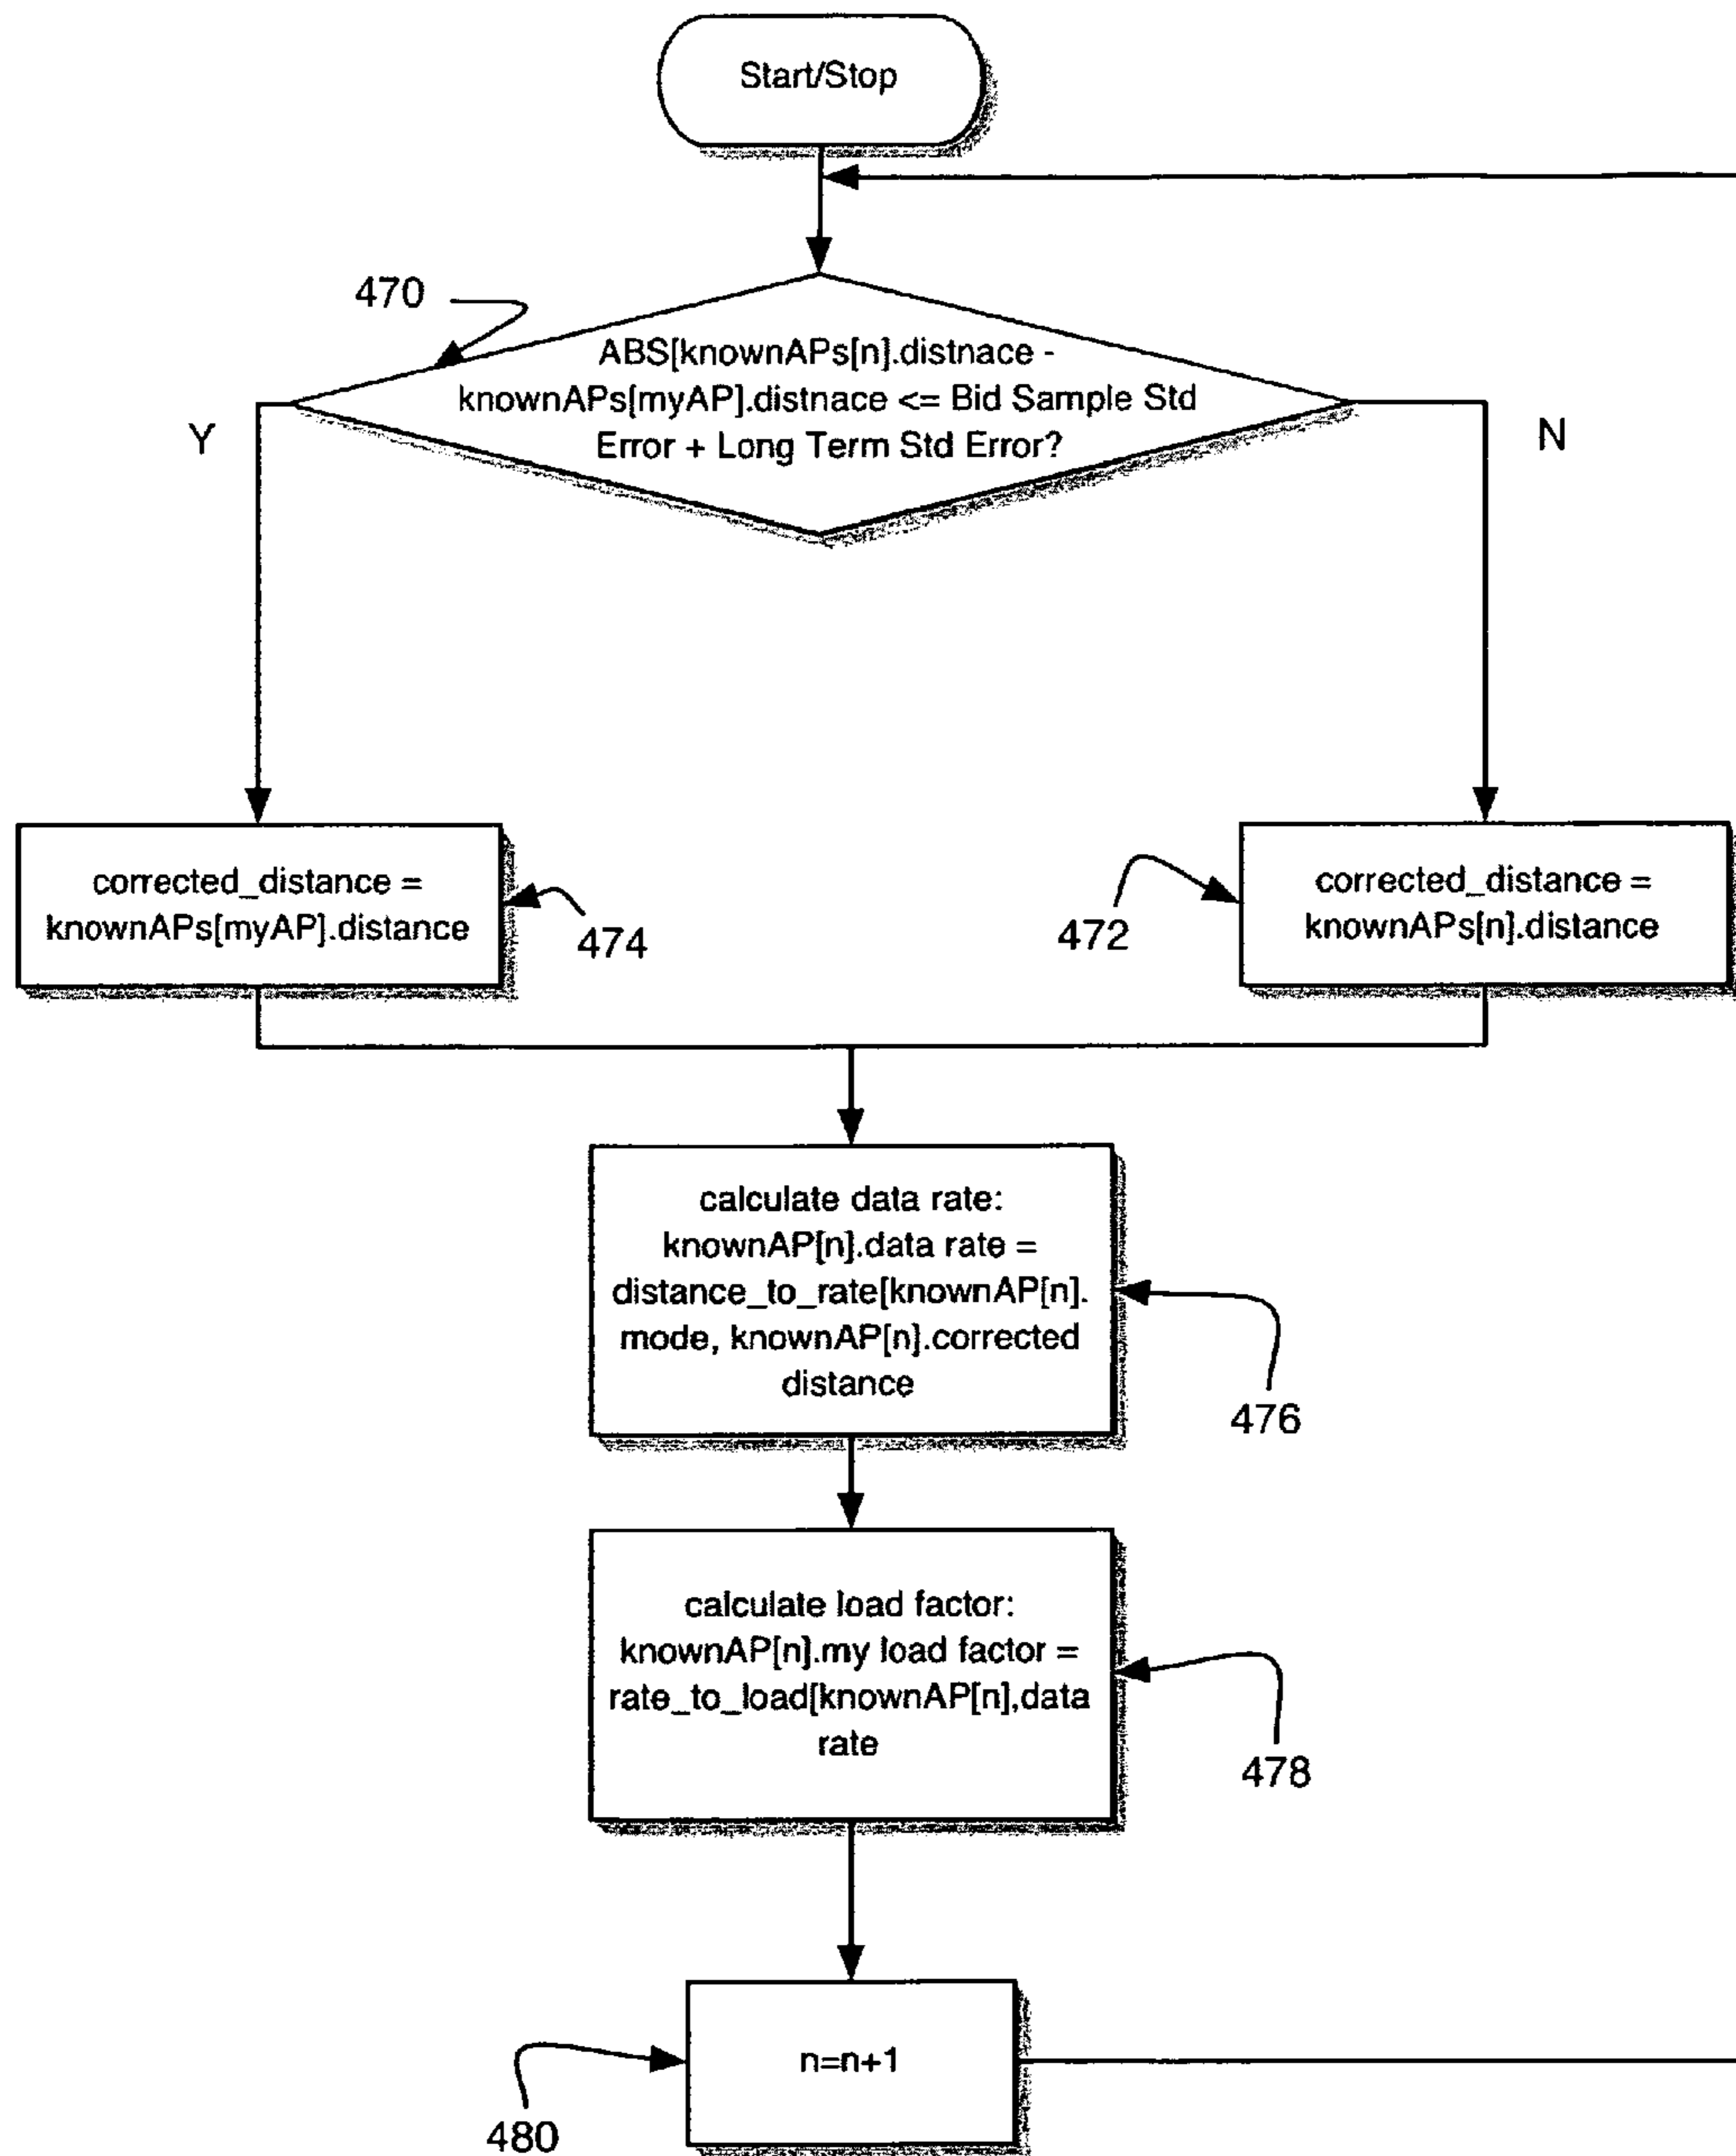 Start/Stop
470
ABS[knownAPs[n].distnace -
knownAPs[myAP].distnace <= Bid Sample Std
Error + Long Term Std Error?
Y
N
corrected_distance =
knownAPs[myAP].distance
474
472
corrected_distance =
knownAPs[n].distance
calculate data rate:
knownAP[n].data rate =
distance_to_rate[knownAP[n].
mode, knownAP[n].corrected
distance
476
calculate load factor:
knownAP[n].my load factor =
rate_to_load[knownAP[n],data
rate
478
n=n+1
480